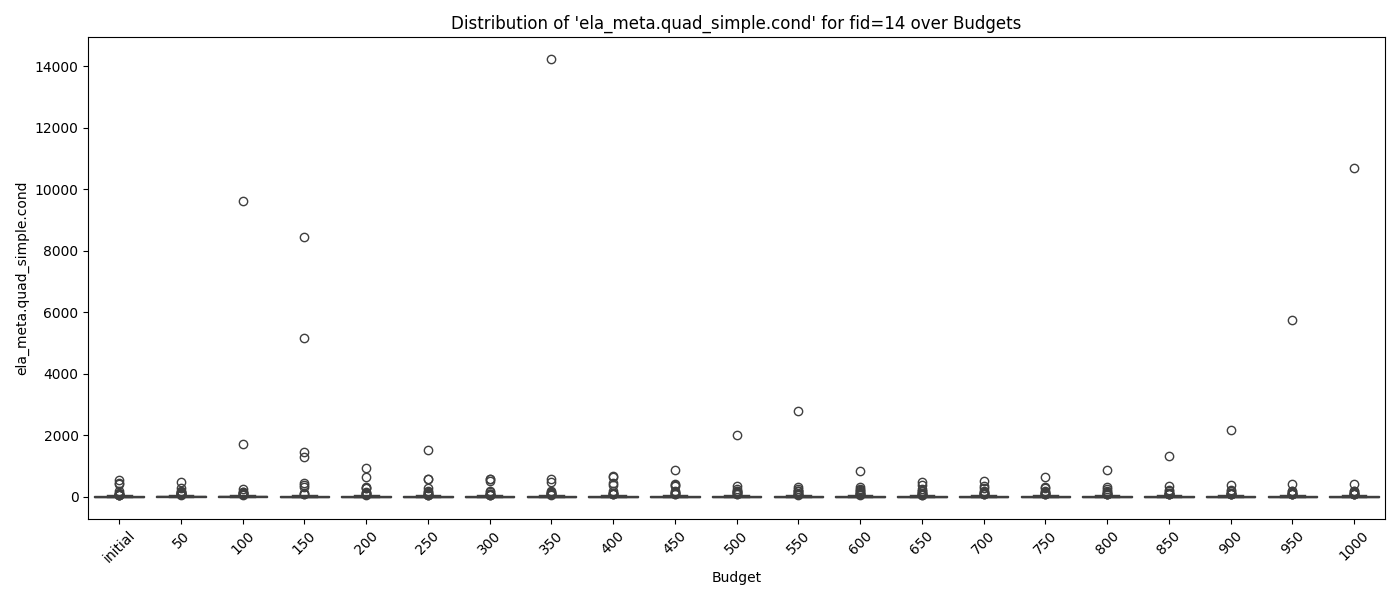 Distribution of 'ela_meta.quad_simple.cond' for fid=14 over Budgets
ela_meta.quad_simple.cond
14000
12000
10000
8000
6000
4000
2000
0
initial 50 100 150 200 250 300 350 400 450 500 550 600 650 700 750 800 850 900 950 1000
Budget